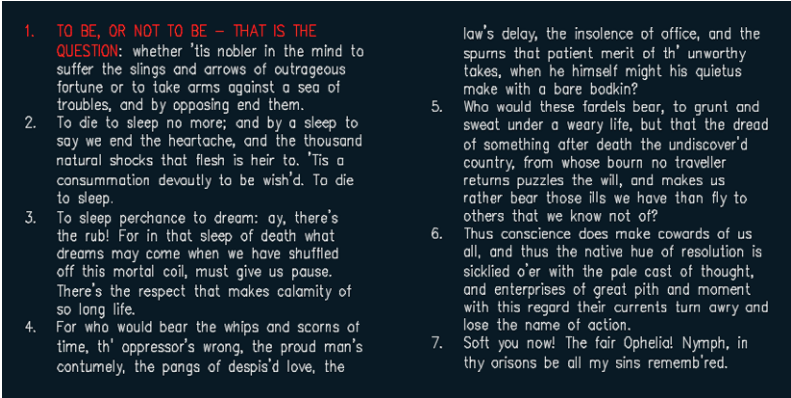 1. TO BE, OR NOT TO BE – THAT IS THE
QUESTION: whether 'tis nobler in the mind to
suffer the slings and arrows of outrageous
fortune or to take arms against a sea of
troubles, and by opposing end them.
2. To die to sleep no more; and by a sleep to
say we end the heartache, and the thousand
natural shocks that flesh is heir to. 'Tis a
consummation devoutly to be wish'd. To die
to sleep.
3. To sleep perchance to dream: ay, there's
the rub! For in that sleep of death what
dreams may come when we have shuffled
off this mortal coil, must give us pause.
There's the respect that makes calamity of
so long life.
4. For who would bear the whips and scorns of
time, th' oppressor's wrong, the proud man's
contumely, the pangs of despis'd love, the
law's delay, the insolence of office, and the
spurns that patient merit of th' unworthy
takes, when he himself might his quietus
make with a bare bodkin?
5. Who would these fardels bear, to grunt and
sweat under a weary life, but that the dread
of something after death the undiscover'd
country, from whose bourn no traveller
returns puzzles the will, and makes us
rather bear those ills we have than fly to
others that we know not of?
6. Thus conscience does make cowards of us
all, and thus the native hue of resolution is
sicklied o'er with the pale cast of thought,
and enterprises of great pith and moment
with this regard their currents turn awry and
lose the name of action.
7. Soft you now! The fair Ophelia! Nymph, in
thy orisons be all my sins rememb'red.